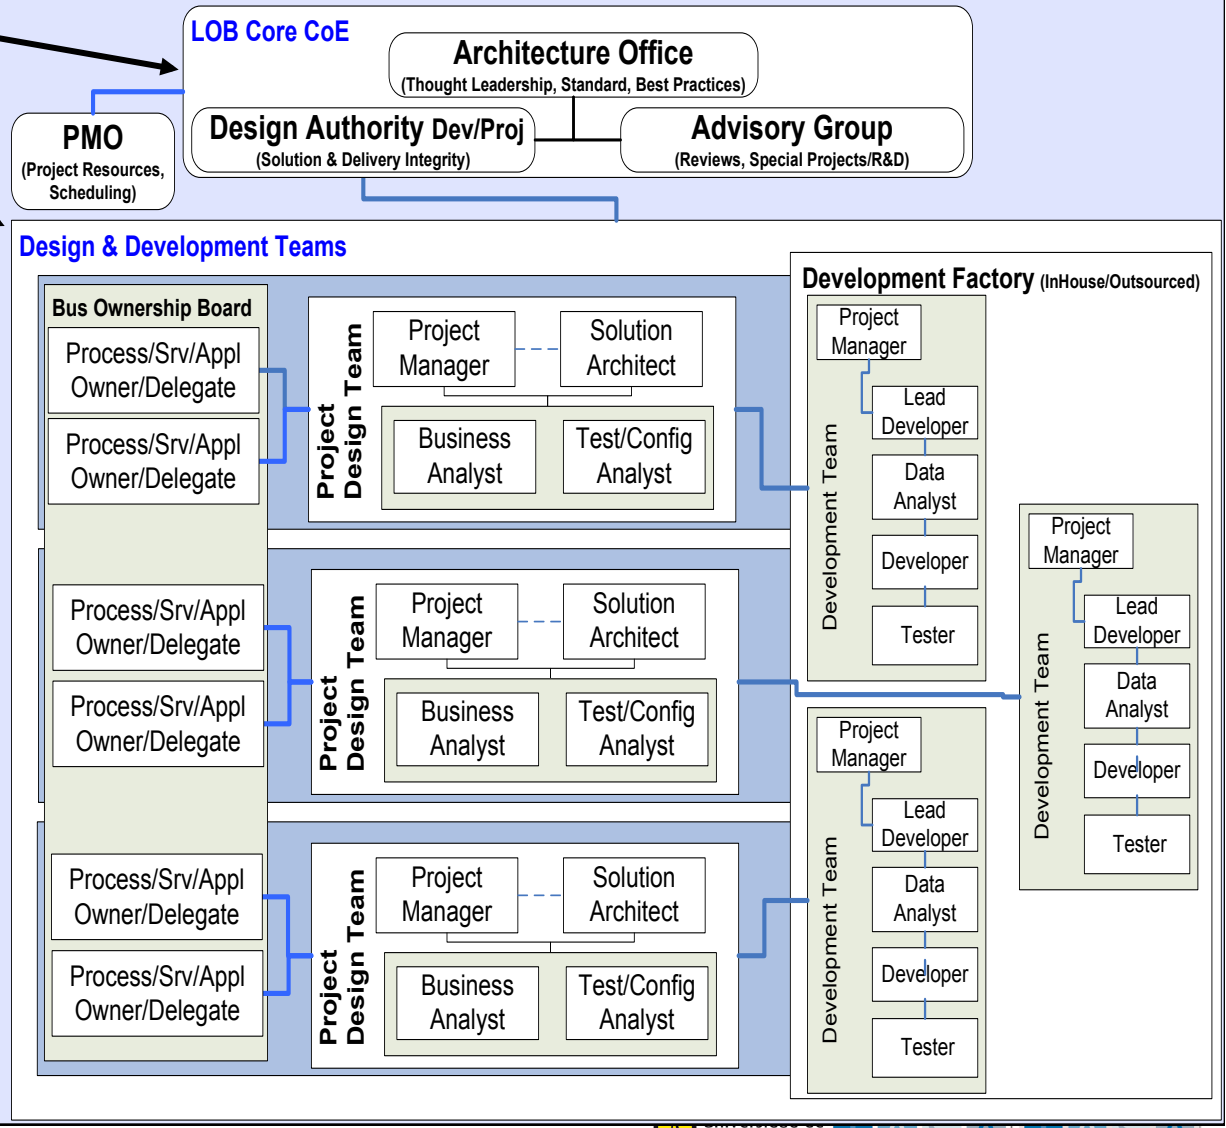 LOB Core CoE
Architecture Office
(Thought Leadership, Standard, Best Practices)
Design Authority Dev/Proj
(Solution & Delivery Integrity)
Advisory Group
(Reviews, Special Projects/R&D)
PMO
(Project Resources,
Scheduling)
Design & Development Teams
Bus Ownership Board
Process/Srv/Appl
Owner/Delegate
Process/Srv/Appl
Owner/Delegate
Project
Design Team
Project
Manager
Solution
Architect
Business
Analyst
Test/Config
Analyst
Process/Srv/Appl
Owner/Delegate
Process/Srv/Appl
Owner/Delegate
Project
Design Team
Project
Manager
Solution
Architect
Business
Analyst
Test/Config
Analyst
Process/Srv/Appl
Owner/Delegate
Process/Srv/Appl
Owner/Delegate
Project
Design Team
Project
Manager
Solution
Architect
Business
Analyst
Test/Config
Analyst
Development Factory (InHouse/Outsourced)
Development Team
Project
Manager
Lead
Developer
Data
Analyst
Developer
Tester
Development Team
Project
Manager
Lead
Developer
Data
Analyst
Developer
Tester
Development Team
Project
Manager
Lead
Developer
Data
Analyst
Developer
Tester